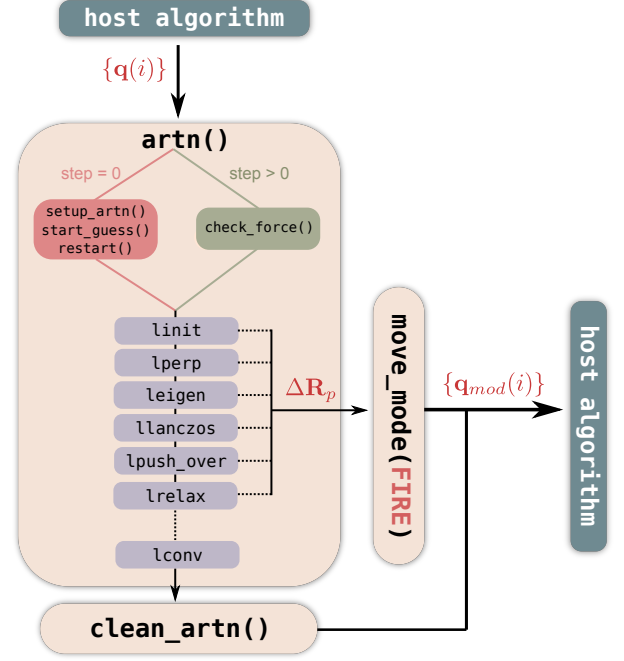 host algorithm
{q(i)}
artn()
step = 0
step > 0
setup_artn()
start_guess()
restart()
check_force()
linit
lperp
leigen
llanczos
lpush_over
lrelax
lconv
ΔR_p
move_mode(FIRE)
{q_mod(i)}
host algorithm
clean_artn()